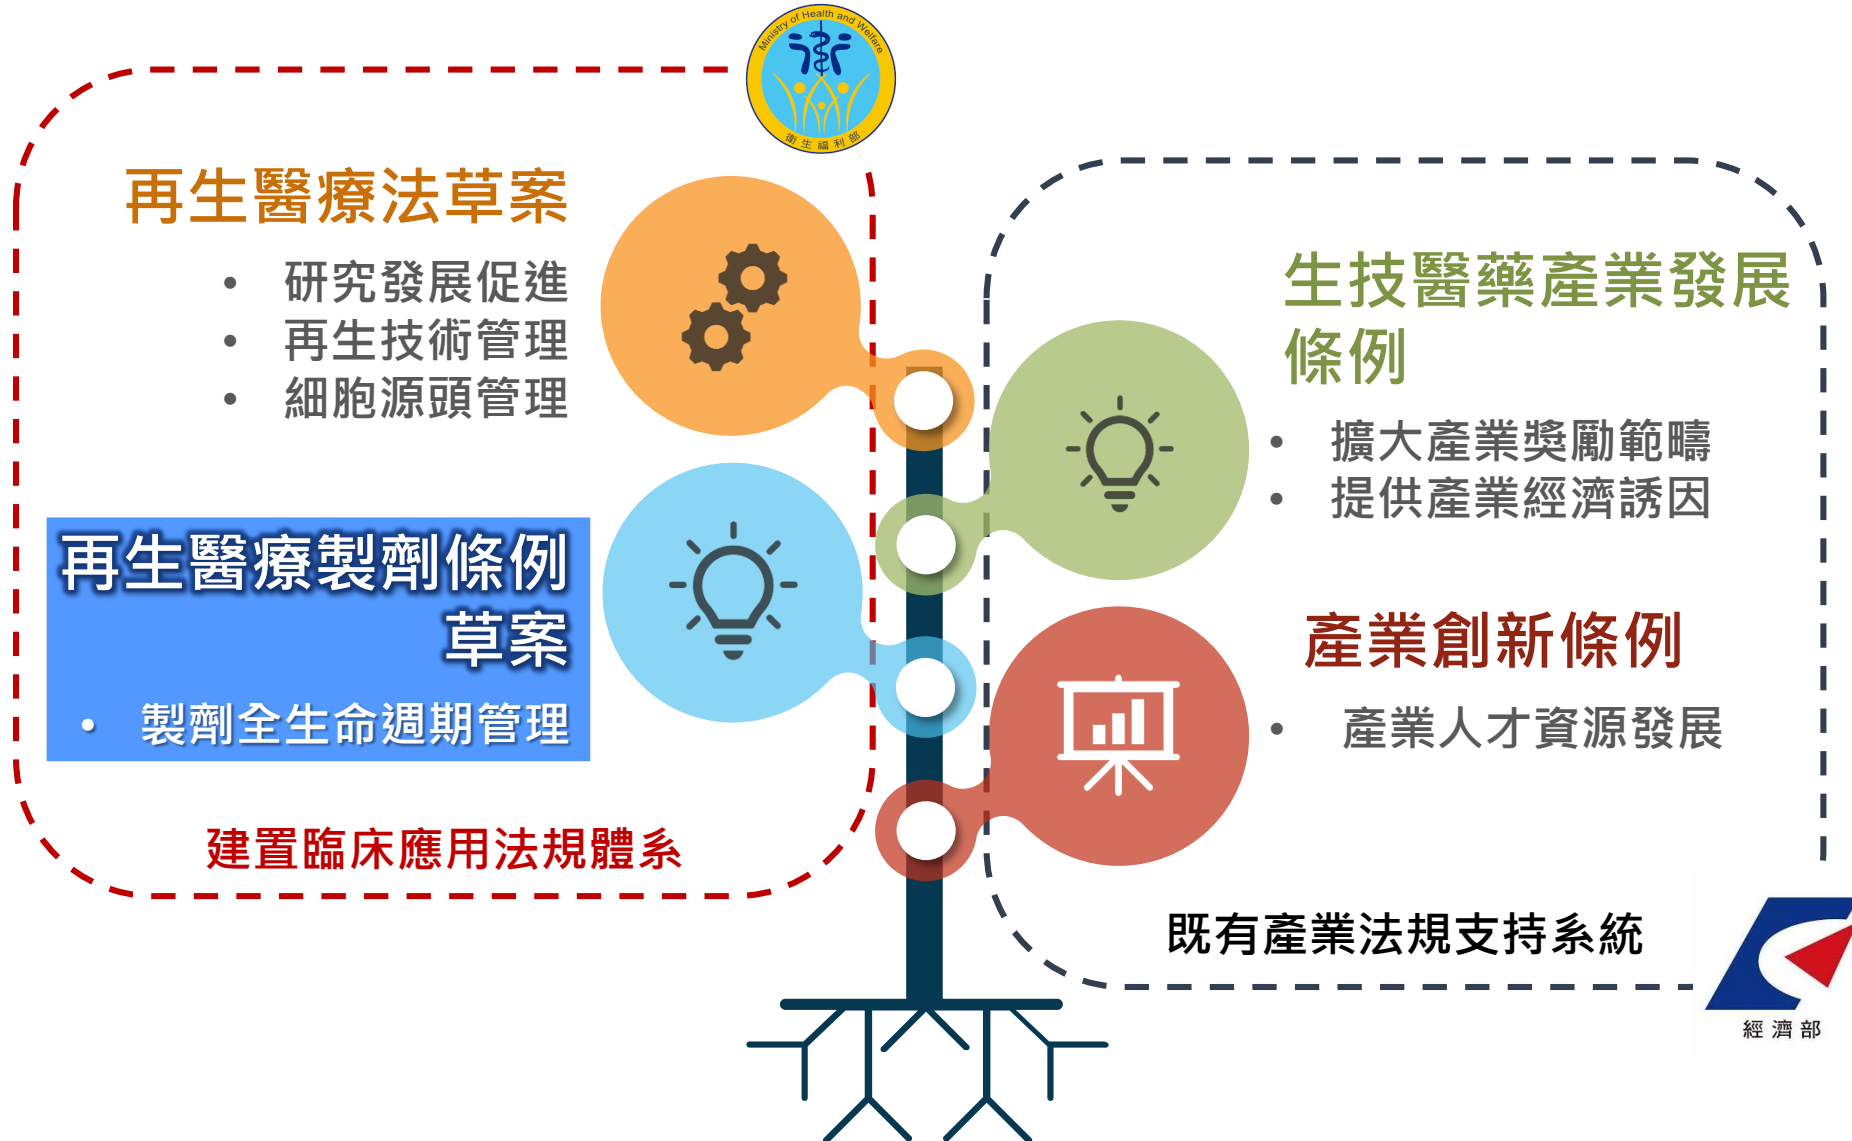 Ministry of Health and Welfare
衛生福利部
再生醫療法草案
• 研究發展促進
• 再生技術管理
• 細胞源頭管理
再生醫療製劑條例
草案
• 製劑全生命週期管理
建置臨床應用法規體系
生技醫藥產業發展
條例
• 擴大產業獎勵範疇
• 提供產業經濟誘因
產業創新條例
• 產業人才資源發展
既有產業法規支持系統
經濟部